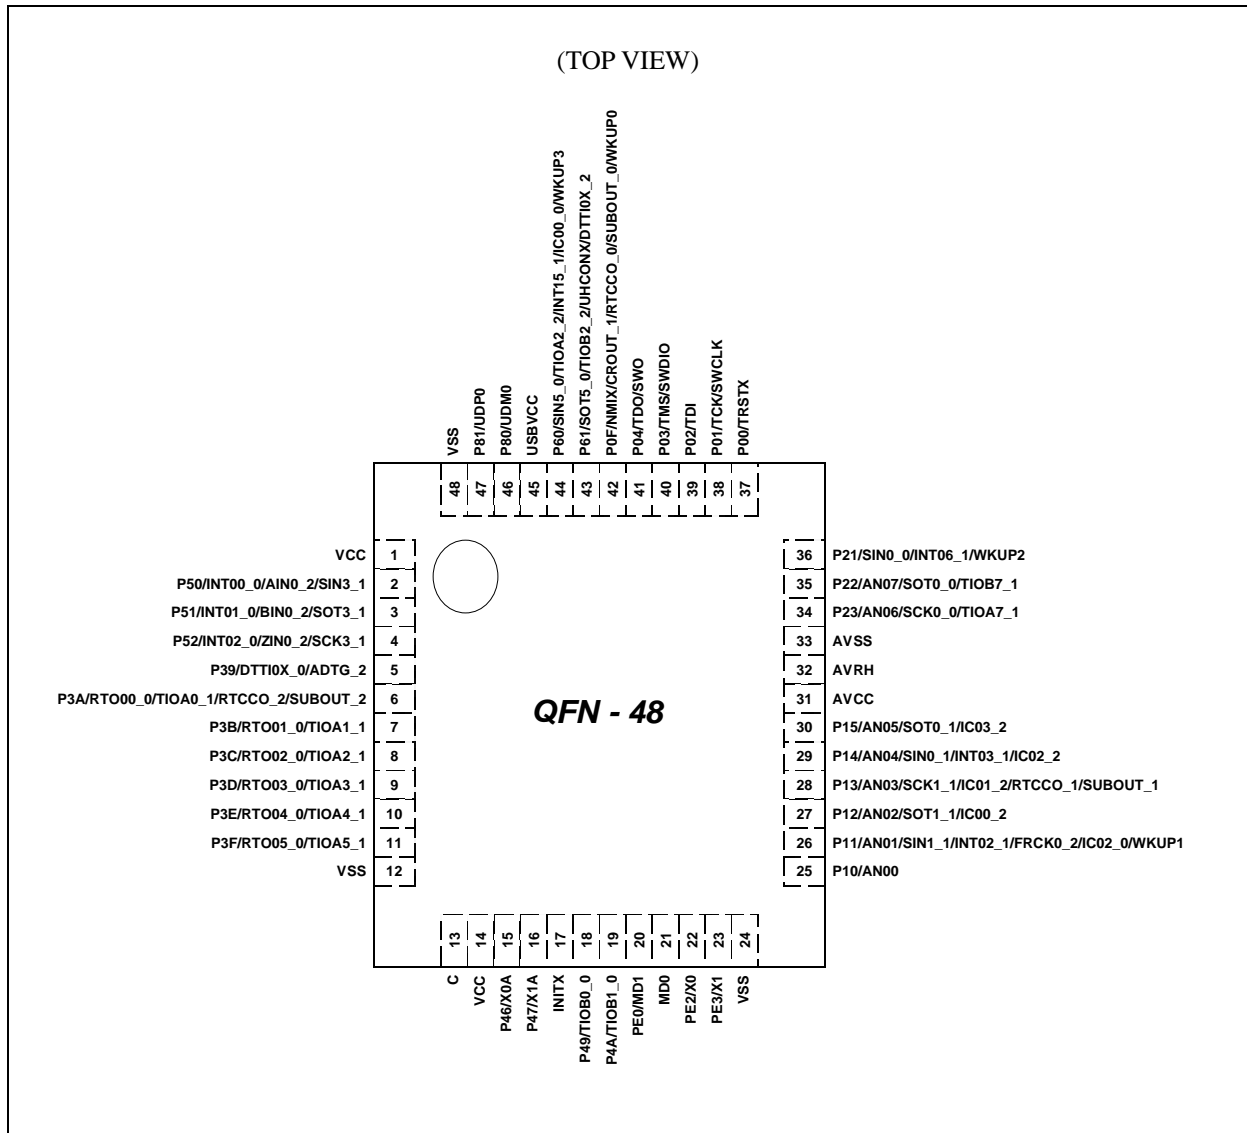 (TOP VIEW)
VSS
P81/UDP0
P80/UDM0
USBVCC
P60/SIN5_0/TIOA2_2/INT15_1/IC00_0/WKUP3
P61/SOT5_0/TIOB2_2/UHCONX/DTTI0X_2
P0F/NMIX/CROUT_1/RTCCO_0/SUBOUT_0/WKUP0
P04/TDO/SWO
P03/TMS/SWDIO
P02/TDI
P01/TCK/SWCLK
P00/TRSTX
48
47
46
45
44
43
42
41
40
39
38
37
VCC 1
P50/INT00_0/AIN0_2/SIN3_1 2
P51/INT01_0/BIN0_2/SOT3_1 3
P52/INT02_0/ZIN0_2/SCK3_1 4
P39/DTTI0X_0/ADTG_2 5
P3A/RTO00_0/TIOA0_1/RTCCO_2/SUBOUT_2 6
P3B/RTO01_0/TIOA1_1 7
P3C/RTO02_0/TIOA2_1 8
P3D/RTO03_0/TIOA3_1 9
P3E/RTO04_0/TIOA4_1 10
P3F/RTO05_0/TIOA5_1 11
VSS 12
QFN - 48
36 P21/SIN0_0/INT06_1/WKUP2
35 P22/AN07/SOT0_0/TIOB7_1
34 P23/AN06/SCK0_0/TIOA7_1
33 AVSS
32 AVRH
31 AVCC
30 P15/AN05/SOT0_1/IC03_2
29 P14/AN04/SIN0_1/INT03_1/IC02_2
28 P13/AN03/SCK1_1/IC01_2/RTCCO_1/SUBOUT_1
27 P12/AN02/SOT1_1/IC00_2
26 P11/AN01/SIN1_1/INT02_1/FRCK0_2/IC02_0/WKUP1
25 P10/AN00
13
14
15
16
17
18
19
20
21
22
23
24
C
VCC
P46/X0A
P47/X1A
INITX
P49/TIOB0_0
P4A/TIOB1_0
PE0/MD1
MD0
PE2/X0
PE3/X1
VSS